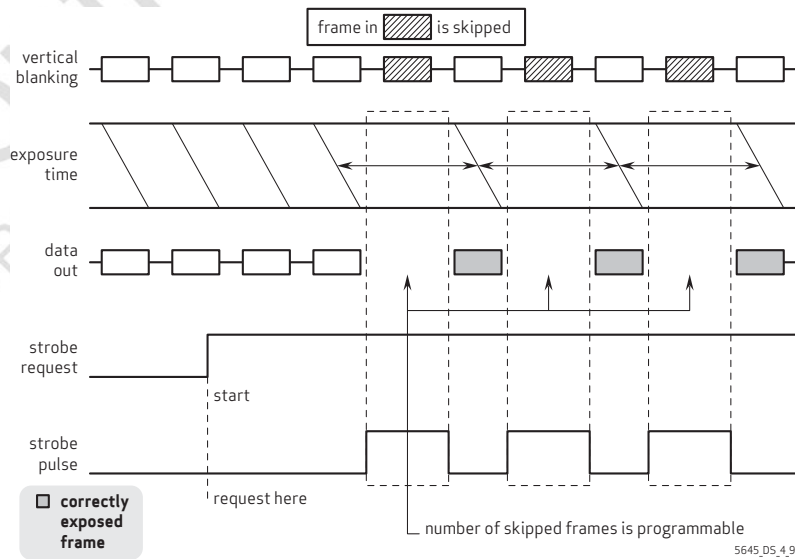 frame in is skipped
vertical
blanking
exposure
time
data
out
strobe
request
start
strobe
pulse
request here
correctly
exposed
frame
number of skipped frames is programmable
5645_DS_4_9